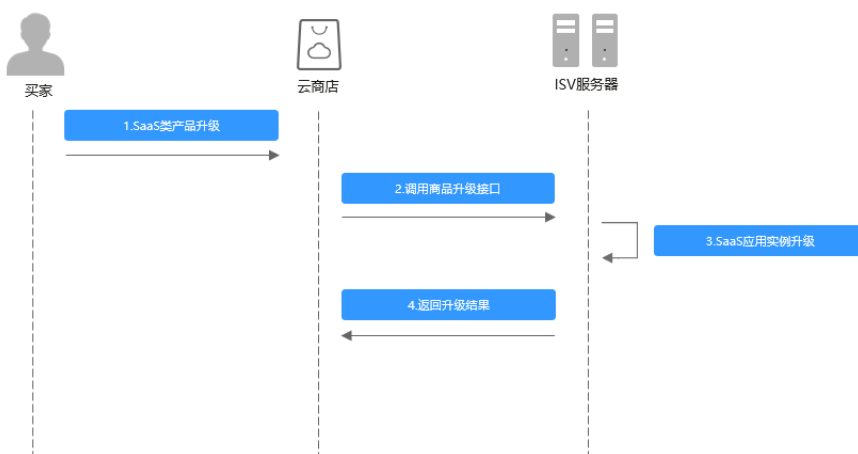 买家
云商店
ISV服务器
1.SaaS类产品升级
2.调用商品升级接口
3.SaaS应用实例升级
4.返回升级结果